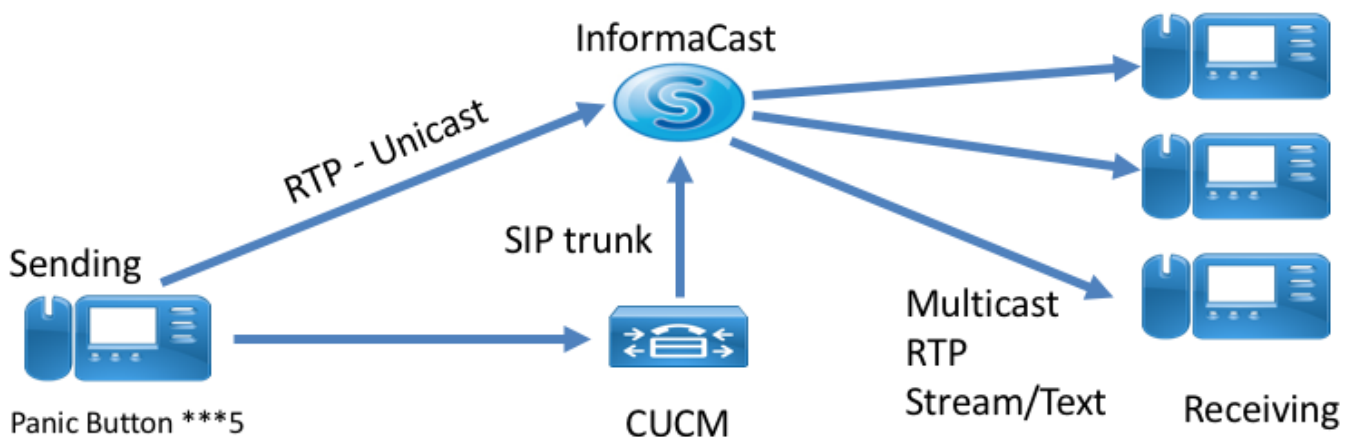 InformaCast
RTP - Unicast
SIP trunk
Sending
Panic Button ***5
CUCM
Multicast
RTP
Stream/Text
Receiving